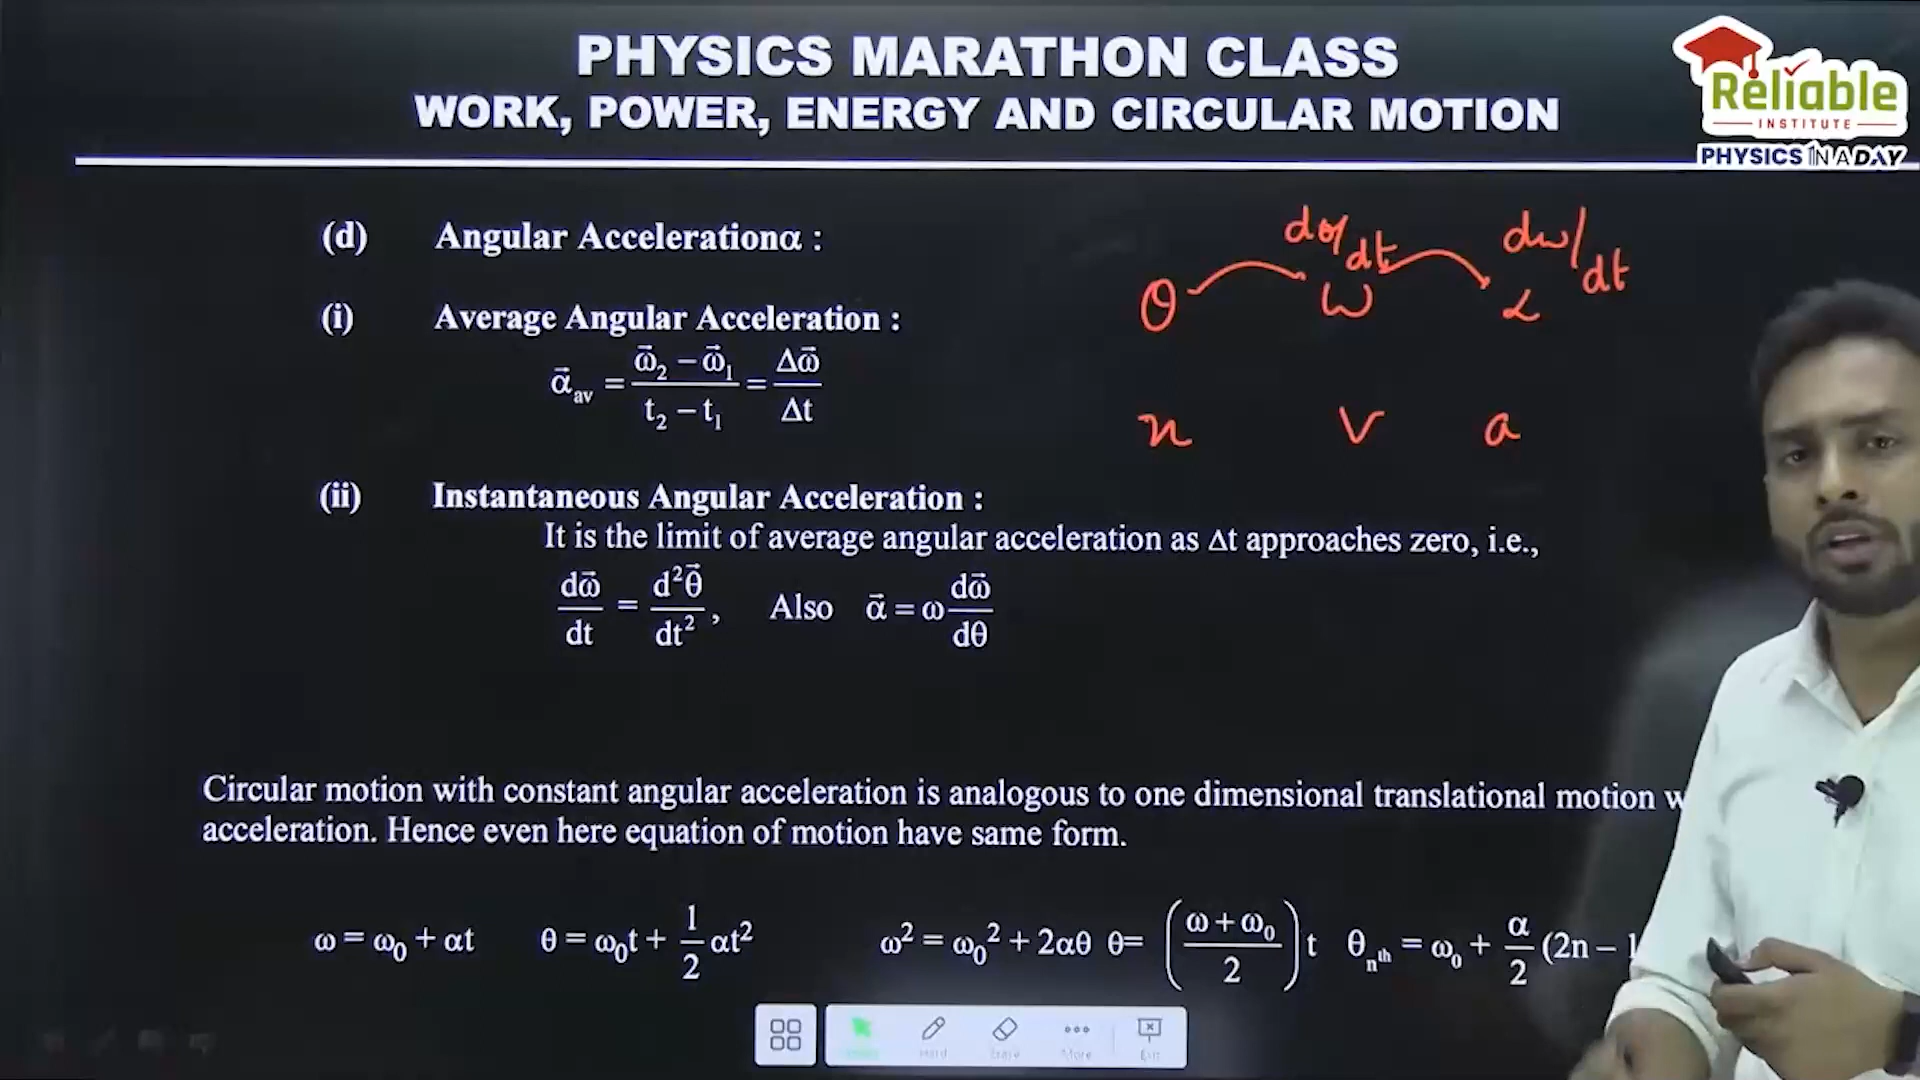 PHYSICS MARATHON CLASS
WORK, POWER, ENERGY AND CIRCULAR MOTION
Reliable
INSTITUTE
PHYSICS IN A DAY
(d) Angular Accelerationα :
dθ/dt dω/dt
θ ω α
(i) Average Angular Acceleration :
α⃗av = (ω⃗2 − ω⃗1)/(t2 − t1) = Δω⃗/Δt
x v a
(ii) Instantaneous Angular Acceleration :
It is the limit of average angular acceleration as Δt approaches zero, i.e.,
dω⃗/dt = d²θ⃗/dt², Also α⃗ = ω dω⃗/dθ
Circular motion with constant angular acceleration is analogous to one dimensional translational motion w
acceleration. Hence even here equation of motion have same form.
ω = ω0 + αt θ = ω0t + 1/2 αt² ω² = ω0² + 2αθ θ= ((ω + ω0)/2) t θnth = ω0 + α/2 (2n – 1
More
Exit